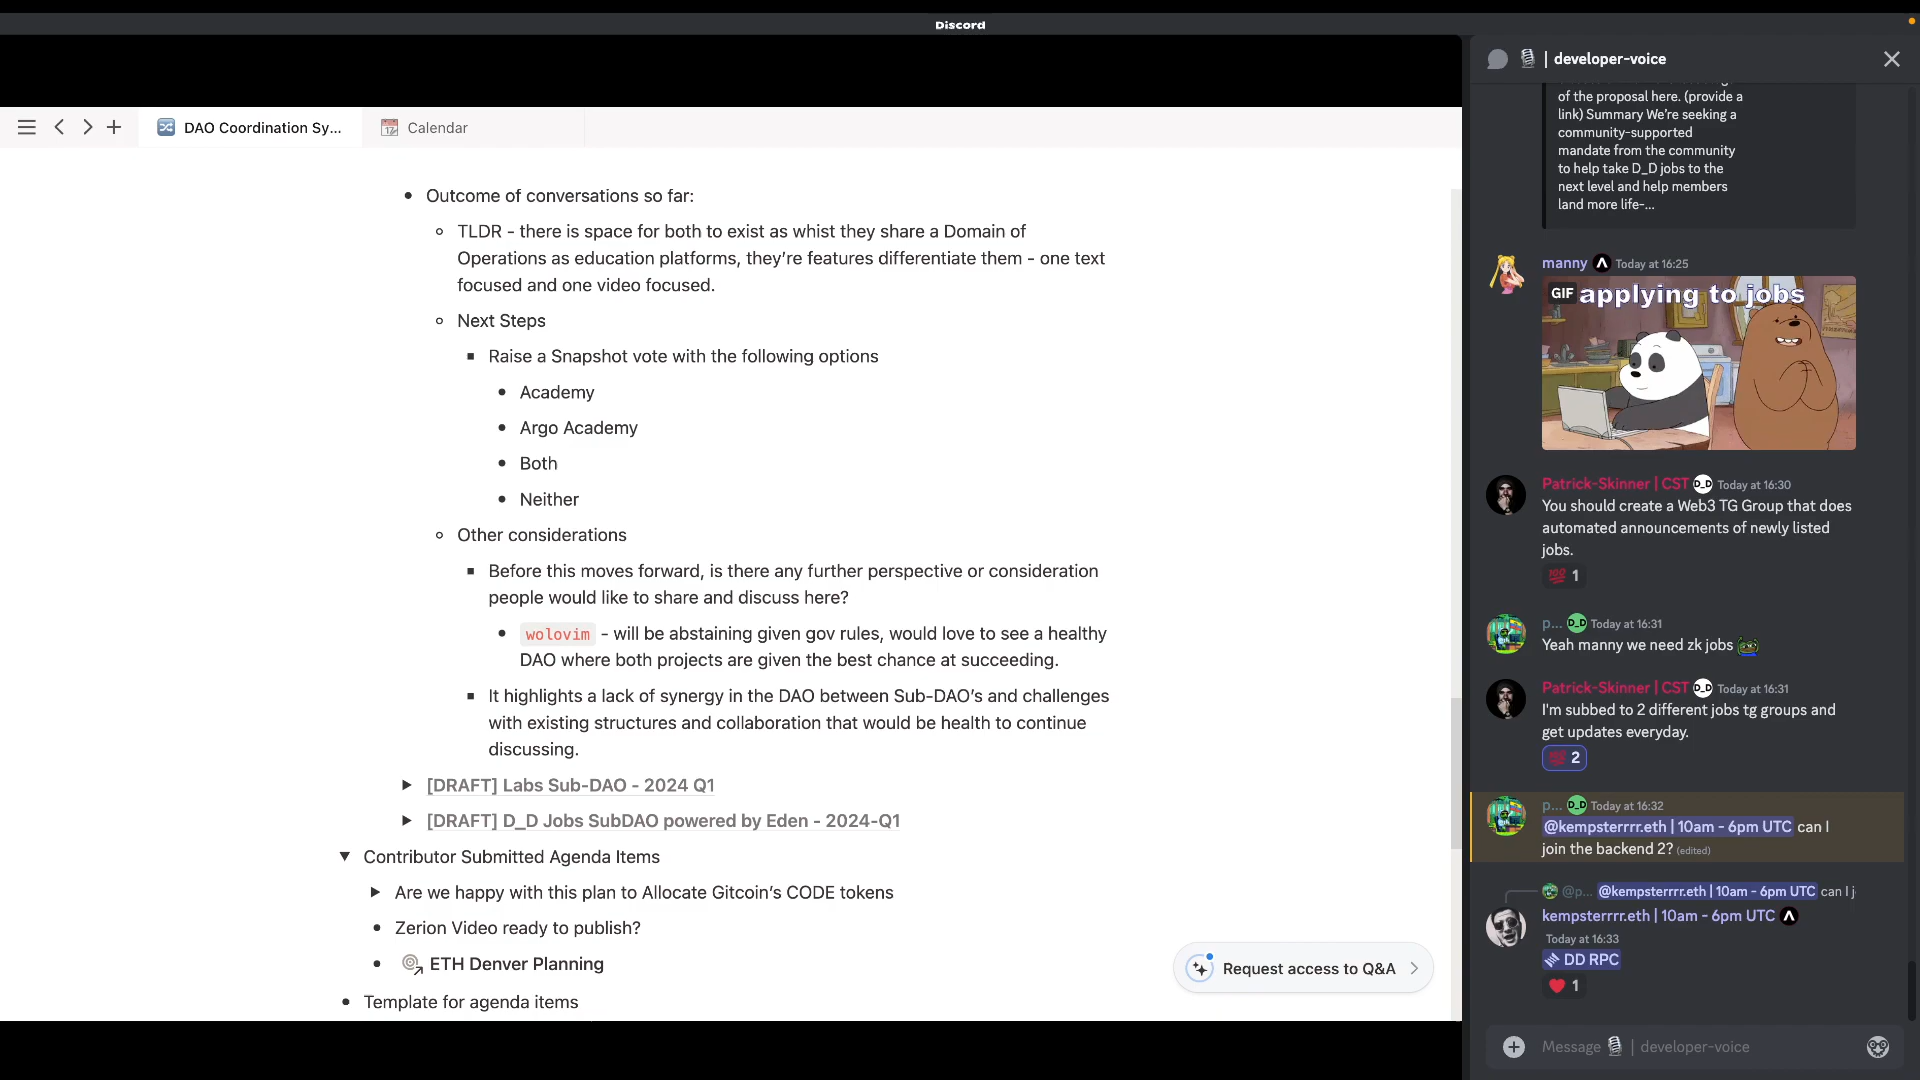 Discord
DAO Coordination Sy...
Calendar
Outcome of conversations so far:
TLDR - there is space for both to exist as whist they share a Domain of
Operations as education platforms, they're features differentiate them - one text
focused and one video focused.
Next Steps
Raise a Snapshot vote with the following options
Academy
Argo Academy
Both
Neither
Other considerations
Before this moves forward, is there any further perspective or consideration
people would like to share and discuss here?
wolovim - will be abstaining given gov rules, would love to see a healthy
DAO where both projects are given the best chance at succeeding.
It highlights a lack of synergy in the DAO between Sub-DAO's and challenges
with existing structures and collaboration that would be health to continue
discussing.
[DRAFT] Labs Sub-DAO - 2024 Q1
[DRAFT] D_D Jobs SubDAO powered by Eden - 2024-Q1
Contributor Submitted Agenda Items
Are we happy with this plan to Allocate Gitcoin's CODE tokens
Zerion Video ready to publish?
ETH Denver Planning
Template for agenda items
Request access to Q&A
| developer-voice
of the proposal here. (provide a
link) Summary We're seeking a
community-supported
mandate from the community
to help take D_D jobs to the
next level and help members
land more life-...
manny Today at 16:25
GIF applying to jobs
Patrick-Skinner | CST D_D Today at 16:30
You should create a Web3 TG Group that does
automated announcements of newly listed
jobs.
1
p... D_D Today at 16:31
Yeah manny we need zk jobs
Patrick-Skinner | CST D_D Today at 16:31
I'm subbed to 2 different jobs tg groups and
get updates everyday.
2
p... D_D Today at 16:32
@kempsterrrr.eth | 10am - 6pm UTC can I
join the backend 2? (edited)
@p... @kempsterrrr.eth | 10am - 6pm UTC can I j
kempsterrrr.eth | 10am - 6pm UTC
Today at 16:33
DD RPC
1
Message | developer-voice